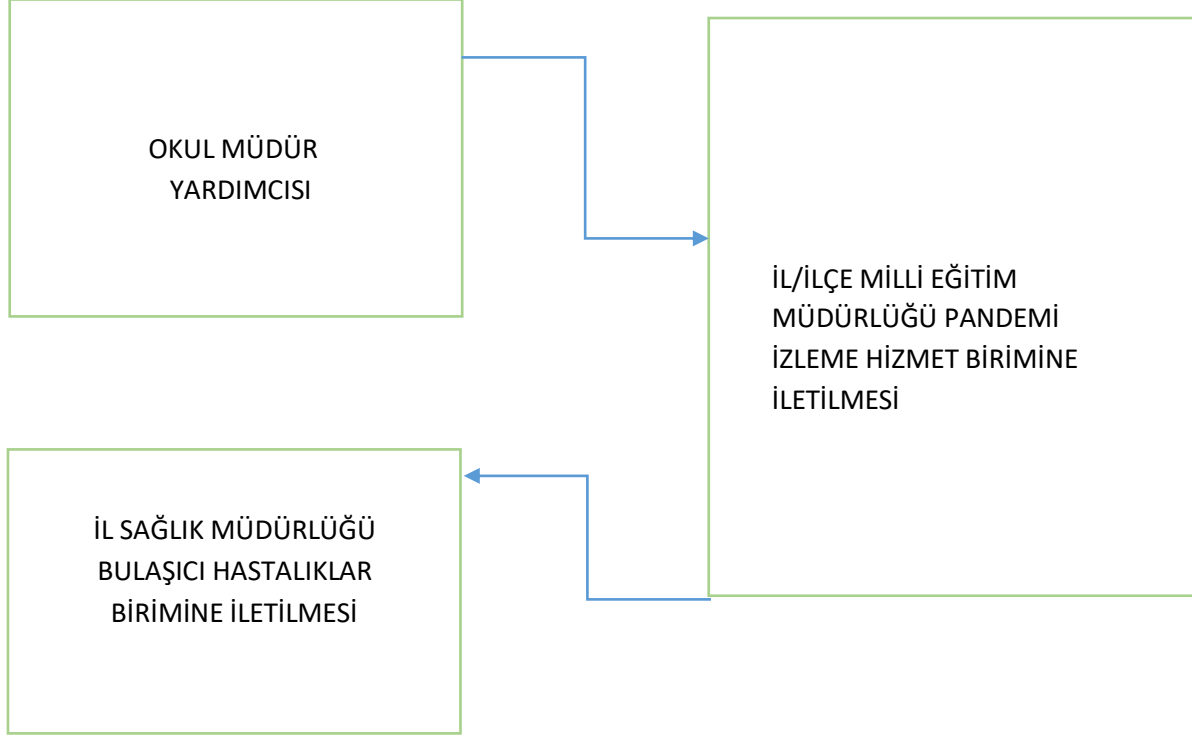 OKUL MÜDÜR
YARDIMCISI
İL/İLÇE MİLLİ EĞİTİM
MÜDÜRLÜĞÜ PANDEMİ
İZLEME HİZMET BİRİMİNE
İLETİLMESİ
İL SAĞLIK MÜDÜRLÜĞÜ
BULAŞICI HASTALIKLAR
BİRİMİNE İLETİLMESİ